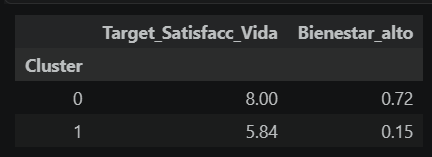 Target_Satisfacc_Vida Bienestar_alto
Cluster
0 8.00 0.72
1 5.84 0.15